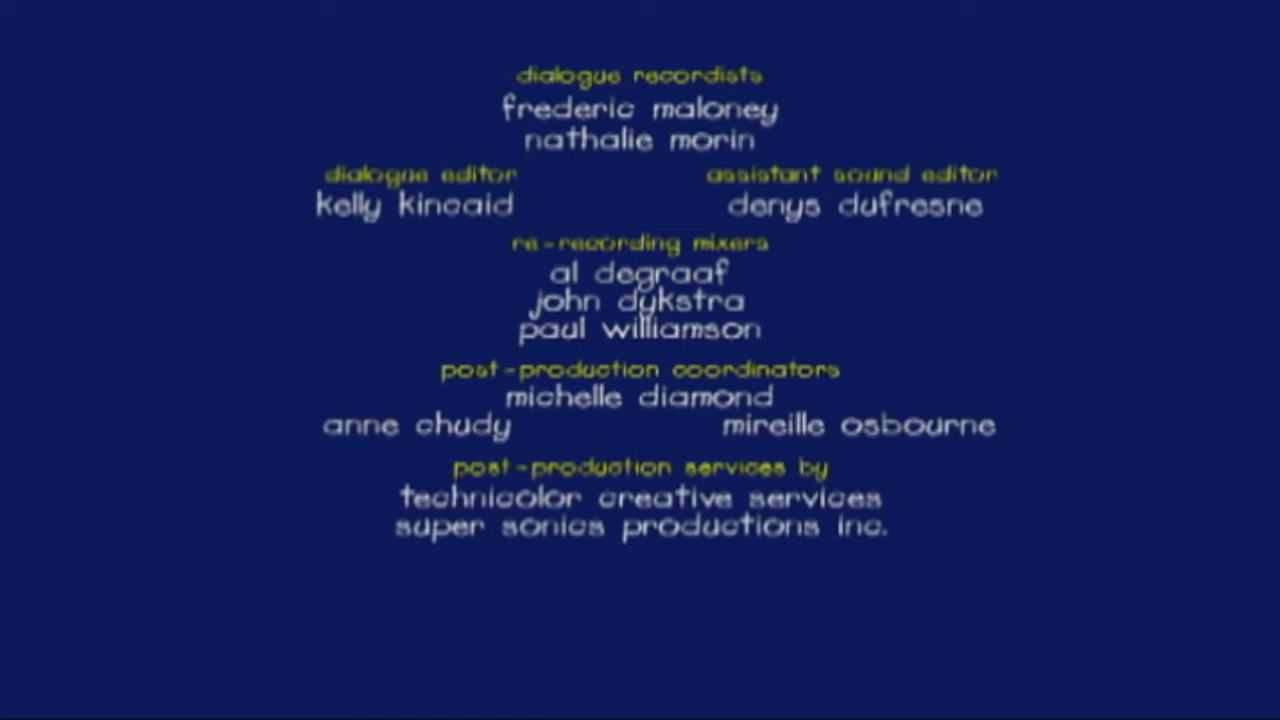 dialogue recordists
frederic maloney
nathalie morin
dialogue editor
kelly kincaid
assistant sound editor
denys dufresne
re-recording mixers
al degraaf
john dykstra
paul williamson
post-production coordinators
michelle diamond
anne chudy
mireille osbourne
post-production services by
technicolor creative services
super sonics productions inc.